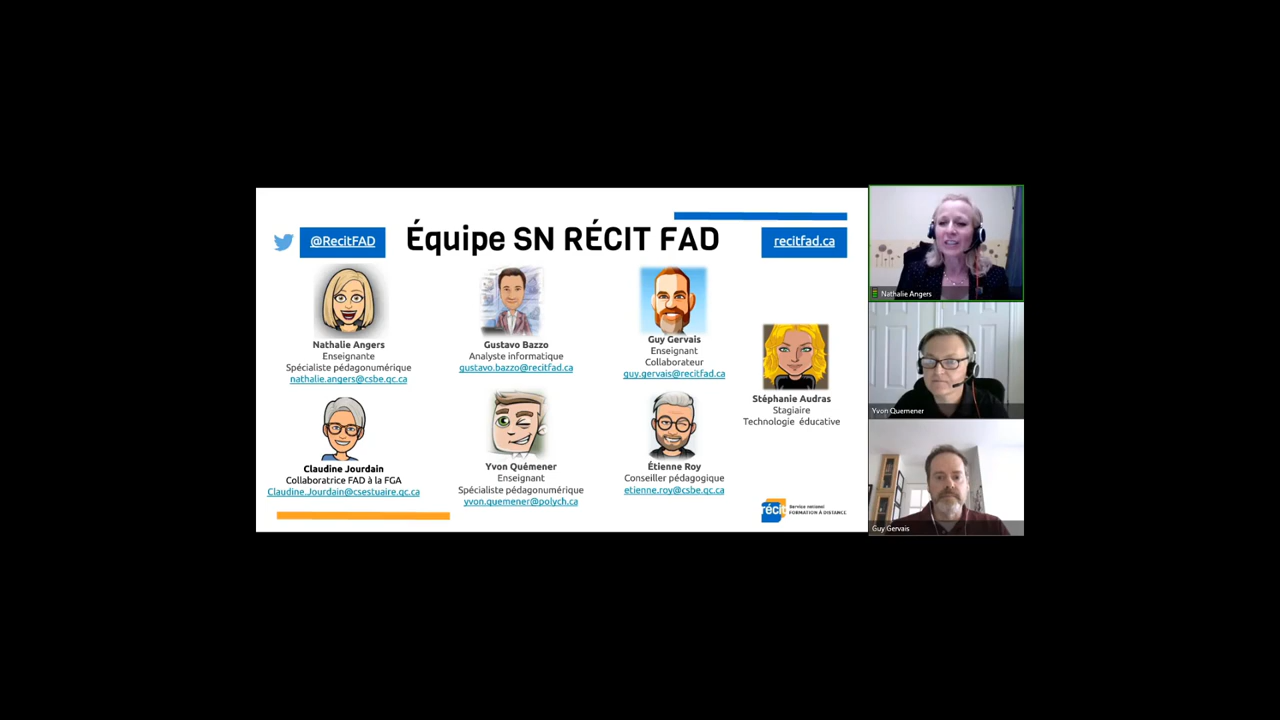 @RecitFAD
Équipe SN RÉCIT FAD
recitfad.ca
Nathalie Angers
Enseignante
Spécialiste pédagonumérique
nathalie.angers@csbe.qc.ca
Gustavo Bazzo
Analyste informatique
gustavo.bazzo@recitfad.ca
Guy Gervais
Enseignant
Collaborateur
guy.gervais@recitfad.ca
Stéphanie Audras
Stagiaire
Technologie éducative
Claudine Jourdain
Collaboratrice FAD à la FGA
Claudine.Jourdain@csestuaire.qc.ca
Yvon Quémener
Enseignant
Spécialiste pédagonumérique
yvon.quemener@polych.ca
Étienne Roy
Conseiller pédagogique
etienne.roy@csbe.qc.ca
récit
Service national
FORMATION À DISTANCE
Nathalie Angers
Yvon Quemener
Guy Gervais